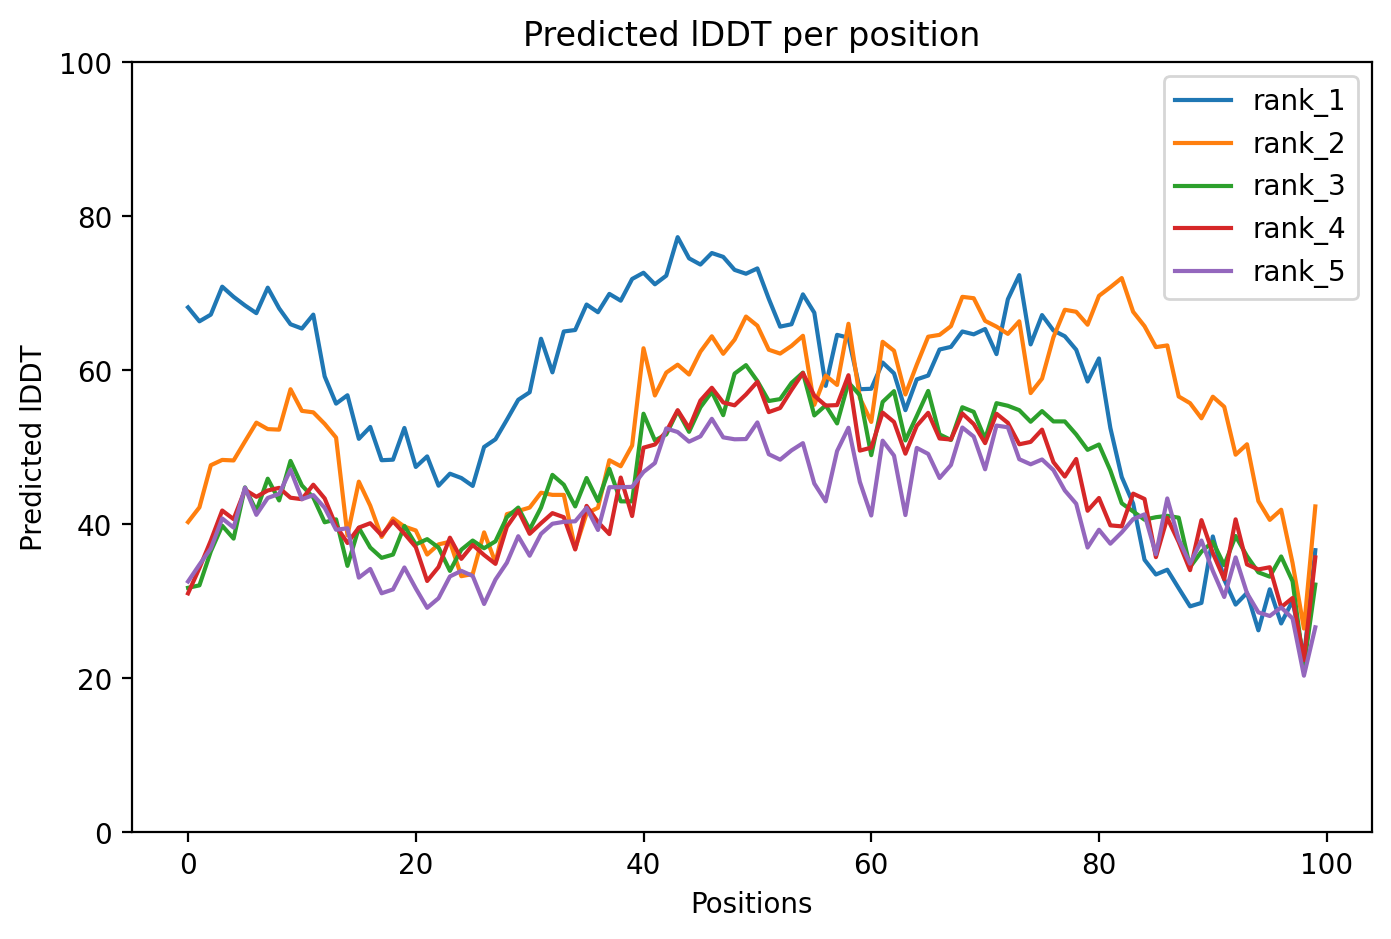 Predicted lDDT per position
Predicted lDDT
100
80
60
40
20
0
rank_1
rank_2
rank_3
rank_4
rank_5
0 20 40 60 80 100
Positions